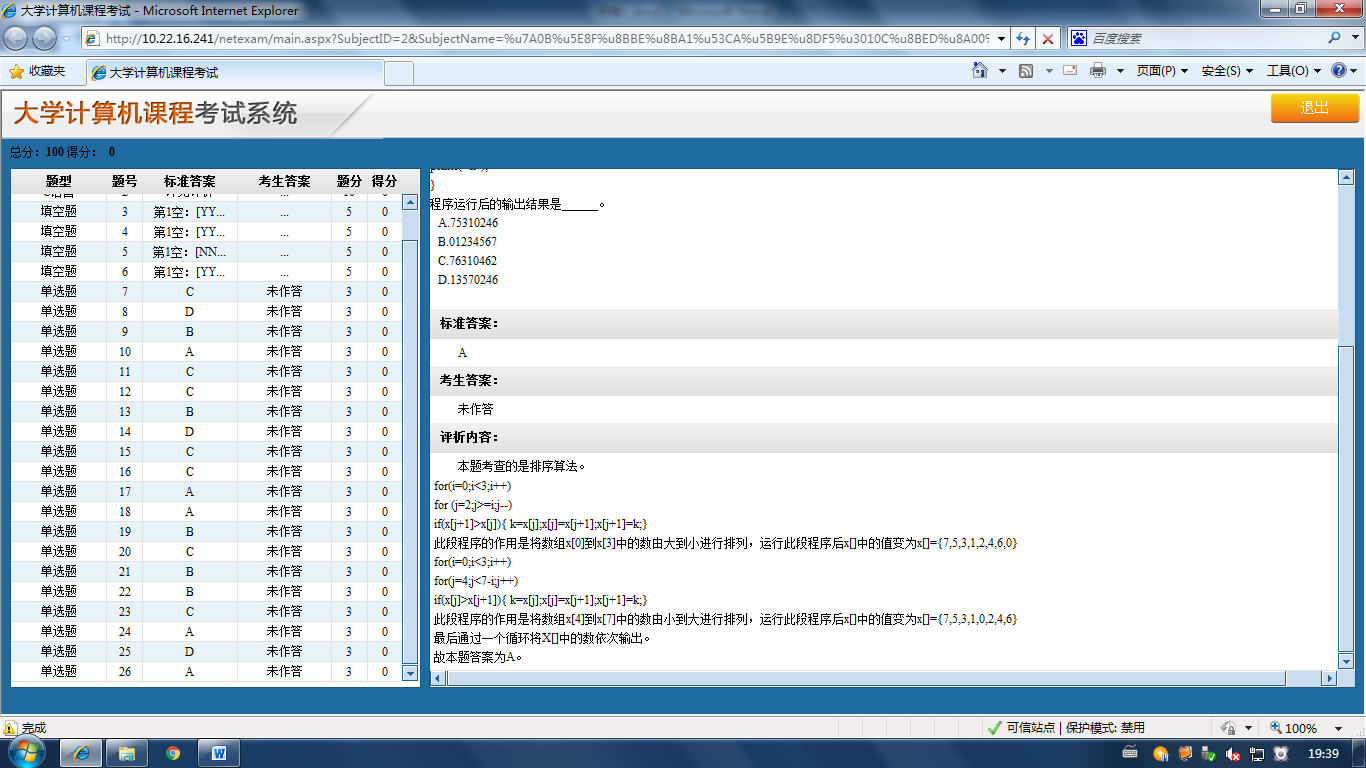 大学计算机课程考试 - Microsoft Internet Explorer
http://10.22.16.241/netexam/main.aspx?SubjectID=2&SubjectName=%u7A0B%u5E8F%u8BBE%u8BA1%u53CA%u5B9E%u8DF5%u3010C%u8BED%u8A00%
百度搜索
收藏夹
大学计算机课程考试
页面(P) 安全(S) 工具(O)
大学计算机课程考试系统
退出
总分：100 得分： 0
题型 题号 标准答案 考生答案 题分 得分
填空题 3 第1空：[YY... ... 5 0
填空题 4 第1空：[YY... ... 5 0
填空题 5 第1空：[NN... ... 5 0
填空题 6 第1空：[YY... ... 5 0
单选题 7 C 未作答 3 0
单选题 8 D 未作答 3 0
单选题 9 B 未作答 3 0
单选题 10 A 未作答 3 0
单选题 11 C 未作答 3 0
单选题 12 C 未作答 3 0
单选题 13 B 未作答 3 0
单选题 14 D 未作答 3 0
单选题 15 C 未作答 3 0
单选题 16 C 未作答 3 0
单选题 17 A 未作答 3 0
单选题 18 A 未作答 3 0
单选题 19 B 未作答 3 0
单选题 20 C 未作答 3 0
单选题 21 B 未作答 3 0
单选题 22 B 未作答 3 0
单选题 23 C 未作答 3 0
单选题 24 A 未作答 3 0
单选题 25 D 未作答 3 0
单选题 26 A 未作答 3 0
}
程序运行后的输出结果是______。
A.75310246
B.01234567
C.76310462
D.13570246
标准答案：
A
考生答案：
未作答
评析内容：
本题考查的是排序算法。
for(i=0;i<3;i++)
for (j=2;j>=i;j--)
if(x[j+1]>x[j]){ k=x[j];x[j]=x[j+1];x[j+1]=k;}
此段程序的作用是将数组x[0]到x[3]中的数由大到小进行排列，运行此段程序后x[]中的值变为x[]={7,5,3,1,2,4,6,0}
for(i=0;i<3;i++)
for(j=4;j<7-i;j++)
if(x[j]>x[j+1]){ k=x[j];x[j]=x[j+1];x[j+1]=k;}
此段程序的作用是将数组x[4]到x[7]中的数由小到大进行排列，运行此段程序后x[]中的值变为x[]={7,5,3,1,0,2,4,6}
最后通过一个循环将X[]中的数依次输出。
故本题答案为A。
完成
可信站点 | 保护模式: 禁用
100%
19:39